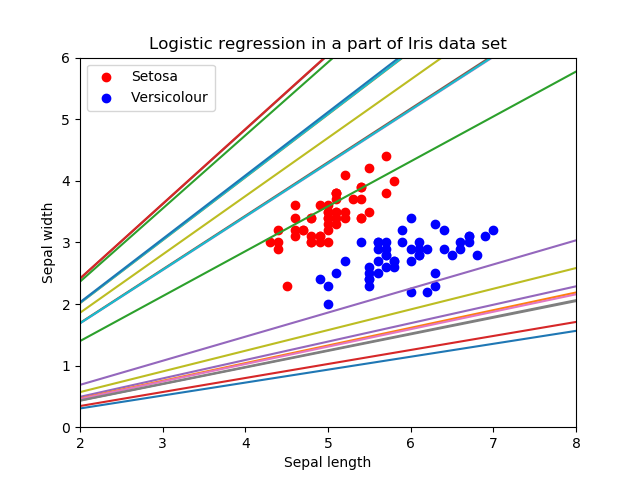 Logistic regression in a part of Iris data set
Setosa
Versicolour
Sepal width
6
5
4
3
2
1
0
2 3 4 5 6 7 8
Sepal length